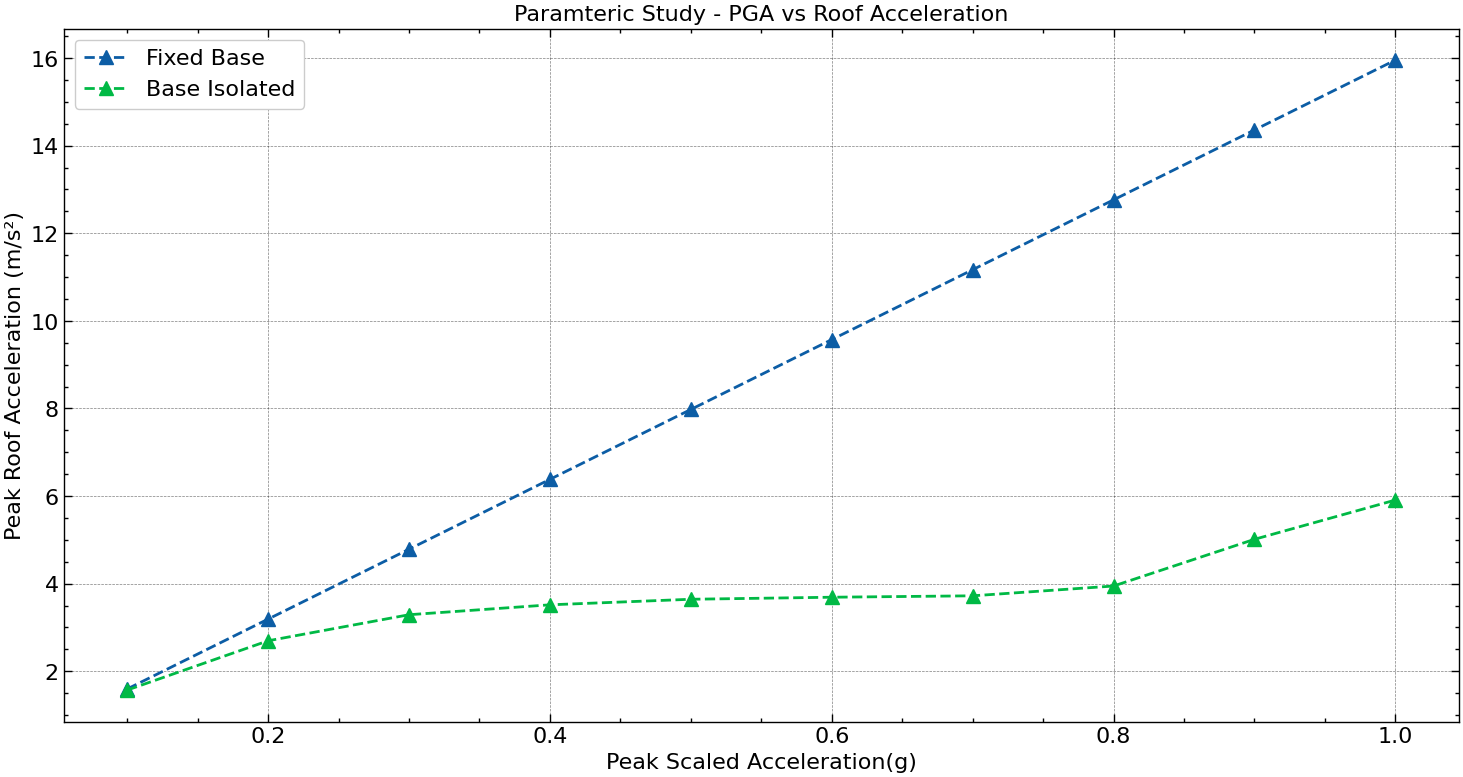 Paramteric Study - PGA vs Roof Acceleration
Fixed Base
Base Isolated
Peak Roof Acceleration (m/s²)
16
14
12
10
8
6
4
2
0.2
0.4
0.6
0.8
1.0
Peak Scaled Acceleration(g)